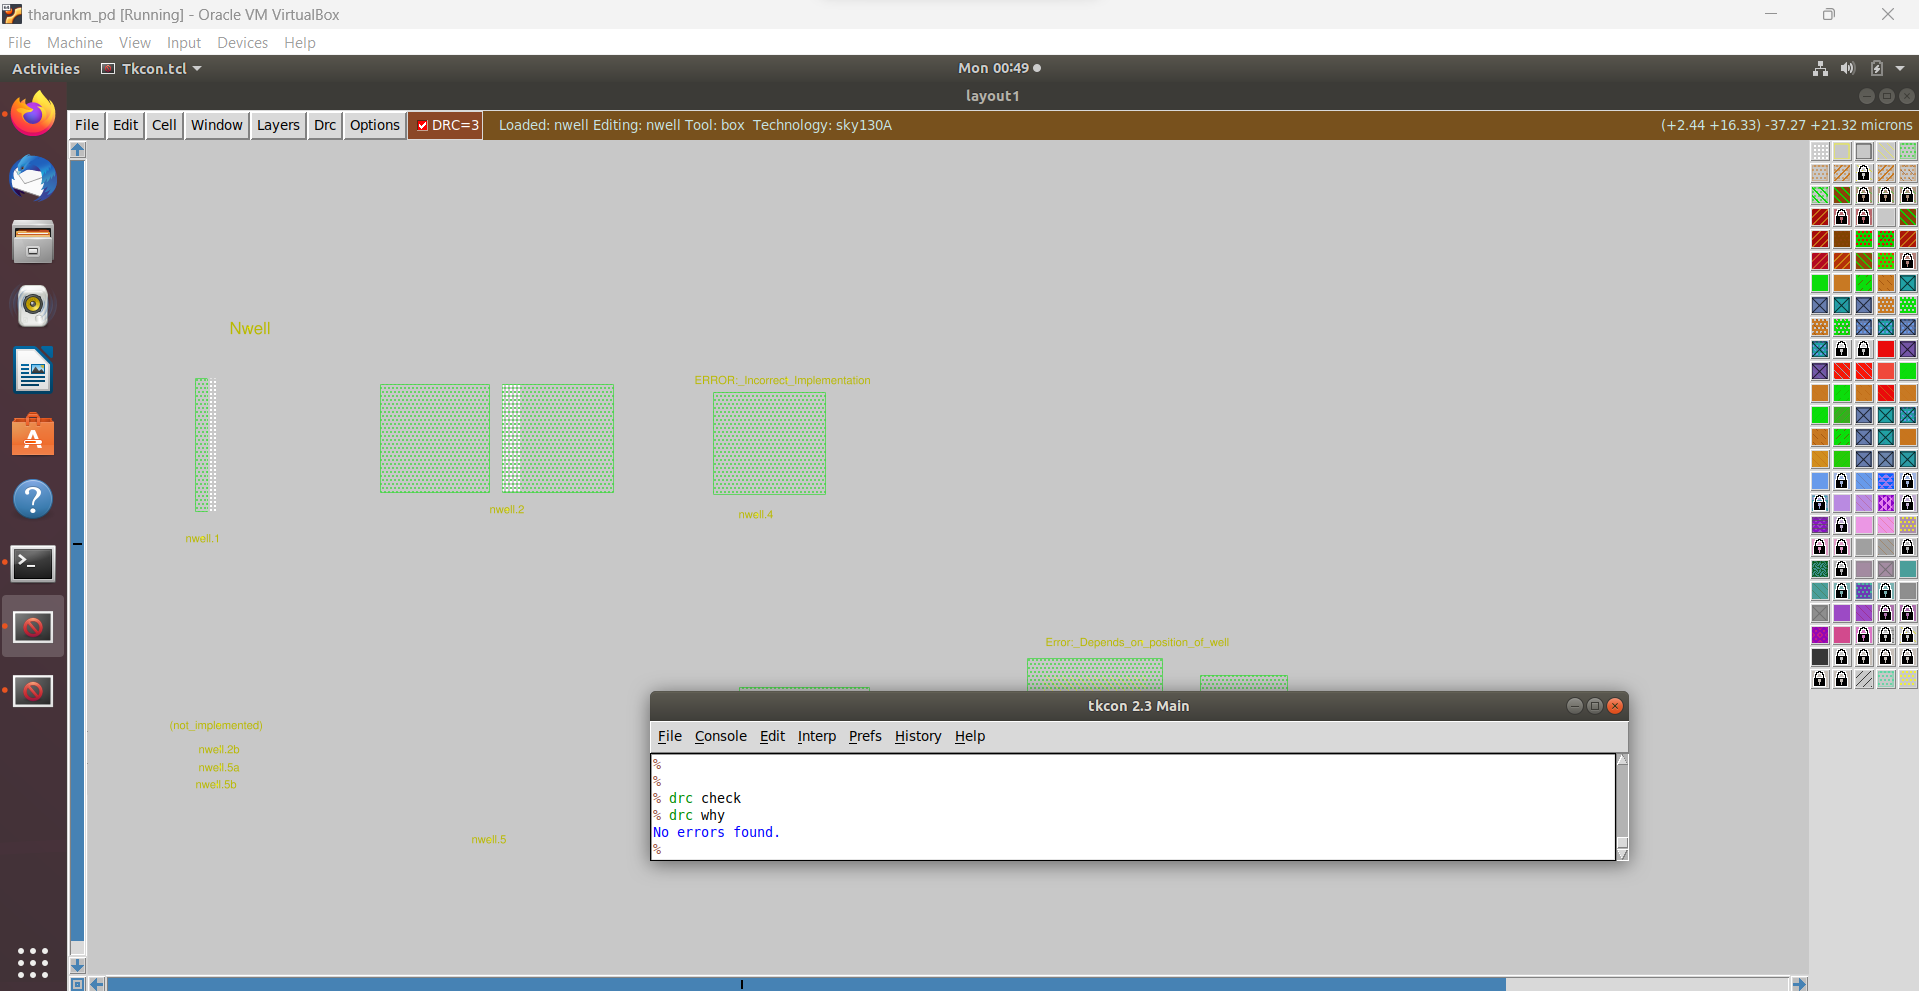 tharunkm_pd [Running] - Oracle VM VirtualBox
File Machine View Input Devices Help
Activities Tkcon.tcl Mon 00:49
layout1
File Edit Cell Window Layers Drc Options DRC=3 Loaded: nwell Editing: nwell Tool: box Technology: sky130A (+2.44 +16.33) -37.27 +21.32 microns
Nwell
ERROR:_Incorrect_Implementation
nwell.2
nwell.4
nwell.1
Error:_Depends_on_position_of_well
(not_implemented)
nwell.2b
nwell.5a
nwell.5b
nwell.5
tkcon 2.3 Main
File Console Edit Interp Prefs History Help
%
%
% drc check
% drc why
No errors found.
%